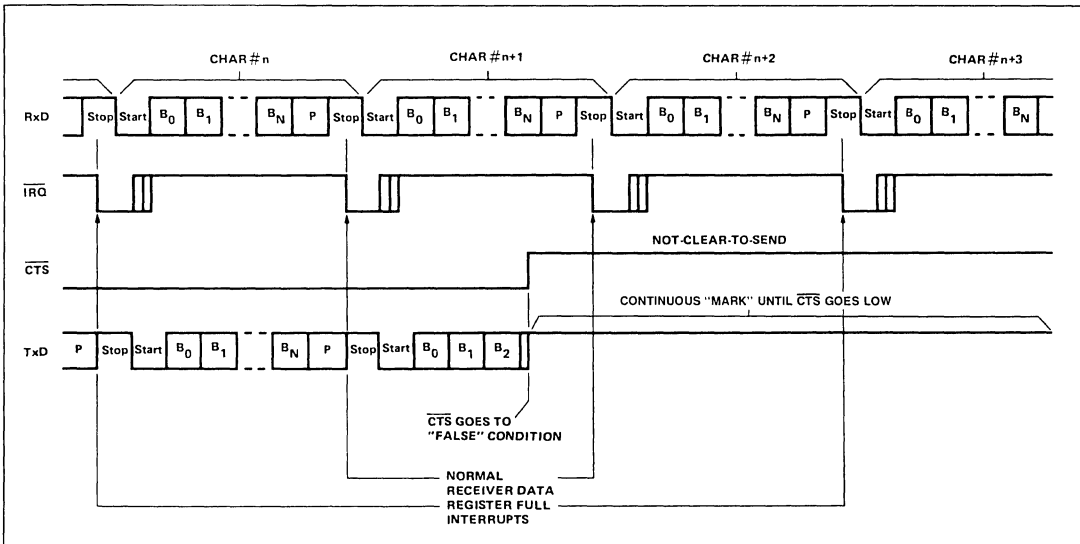 CHAR#n CHAR#n+1 CHAR#n+2 CHAR#n+3
RxD Stop Start B0 B1 BN P Stop Start B0 B1 BN P Stop Start B0 B1 BN P Stop Start B0 B1 BN
IRQ
NOT-CLEAR-TO-SEND
CTS
CONTINUOUS "MARK" UNTIL CTS GOES LOW
TxD P Stop Start B0 B1 BN P Stop Start B0 B1 B2
CTS GOES TO
"FALSE" CONDITION
NORMAL
RECEIVER DATA
REGISTER FULL
INTERRUPTS